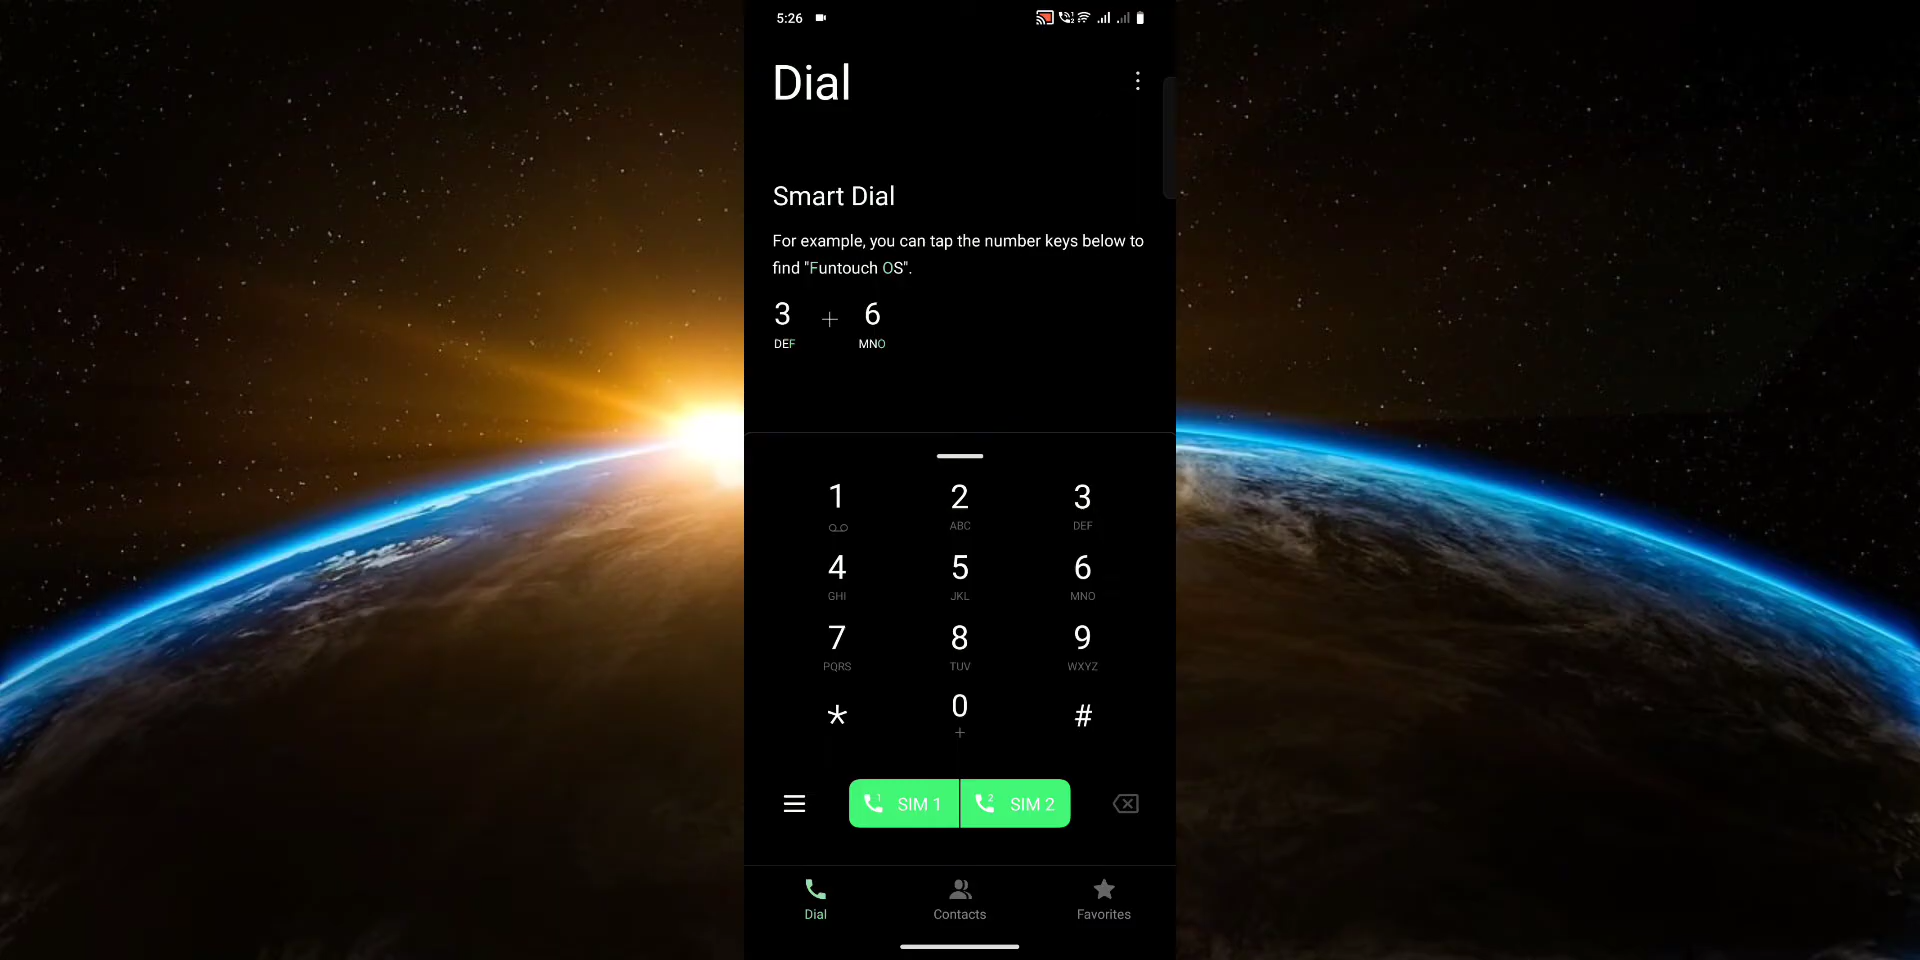 5:26
Dial
Smart Dial
For example, you can tap the number keys below to
find "Funtouch OS".
3 + 6
DEF MNO
1 2 3
ABC DEF
4 5 6
GHI JKL MNO
7 8 9
PQRS TUV WXYZ
* 0 #
+
1 SIM 1 2 SIM 2
Dial Contacts Favorites